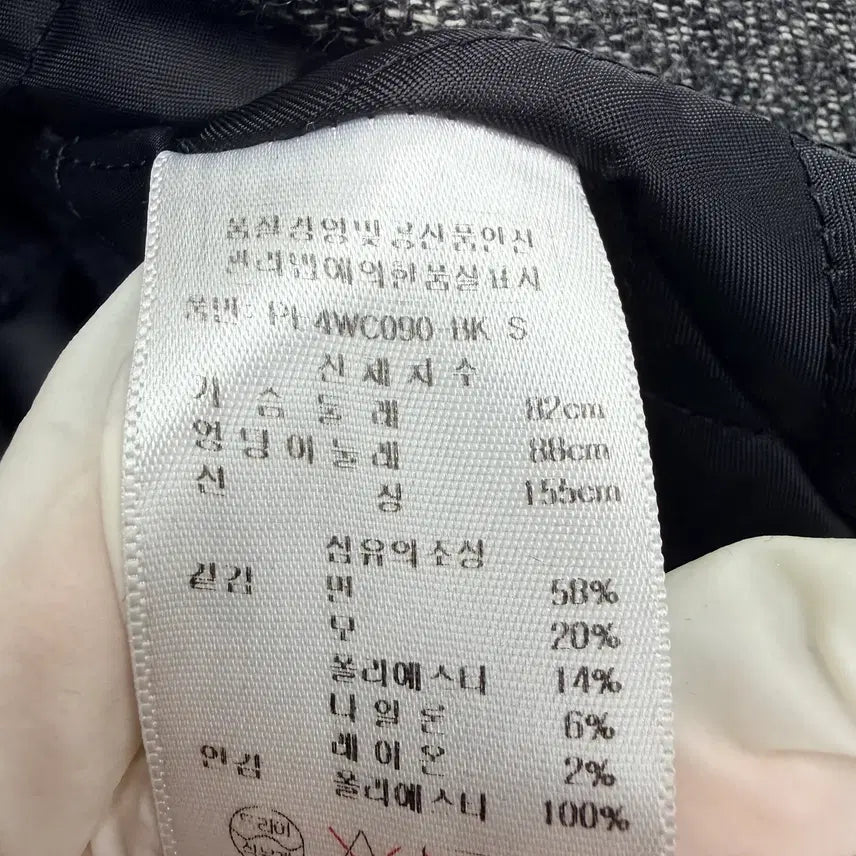 품질경영및공산품안전
관리법에의한품질표시
품번: PL4WC090-BK S
신체치수
가슴둘레 82cm
엉덩이둘레 88cm
신장 155cm
섬유의조성
겉감 면 58%
모 20%
폴리에스터 14%
나일론 6%
레이온 2%
안감 폴리에스터 100%
드라이